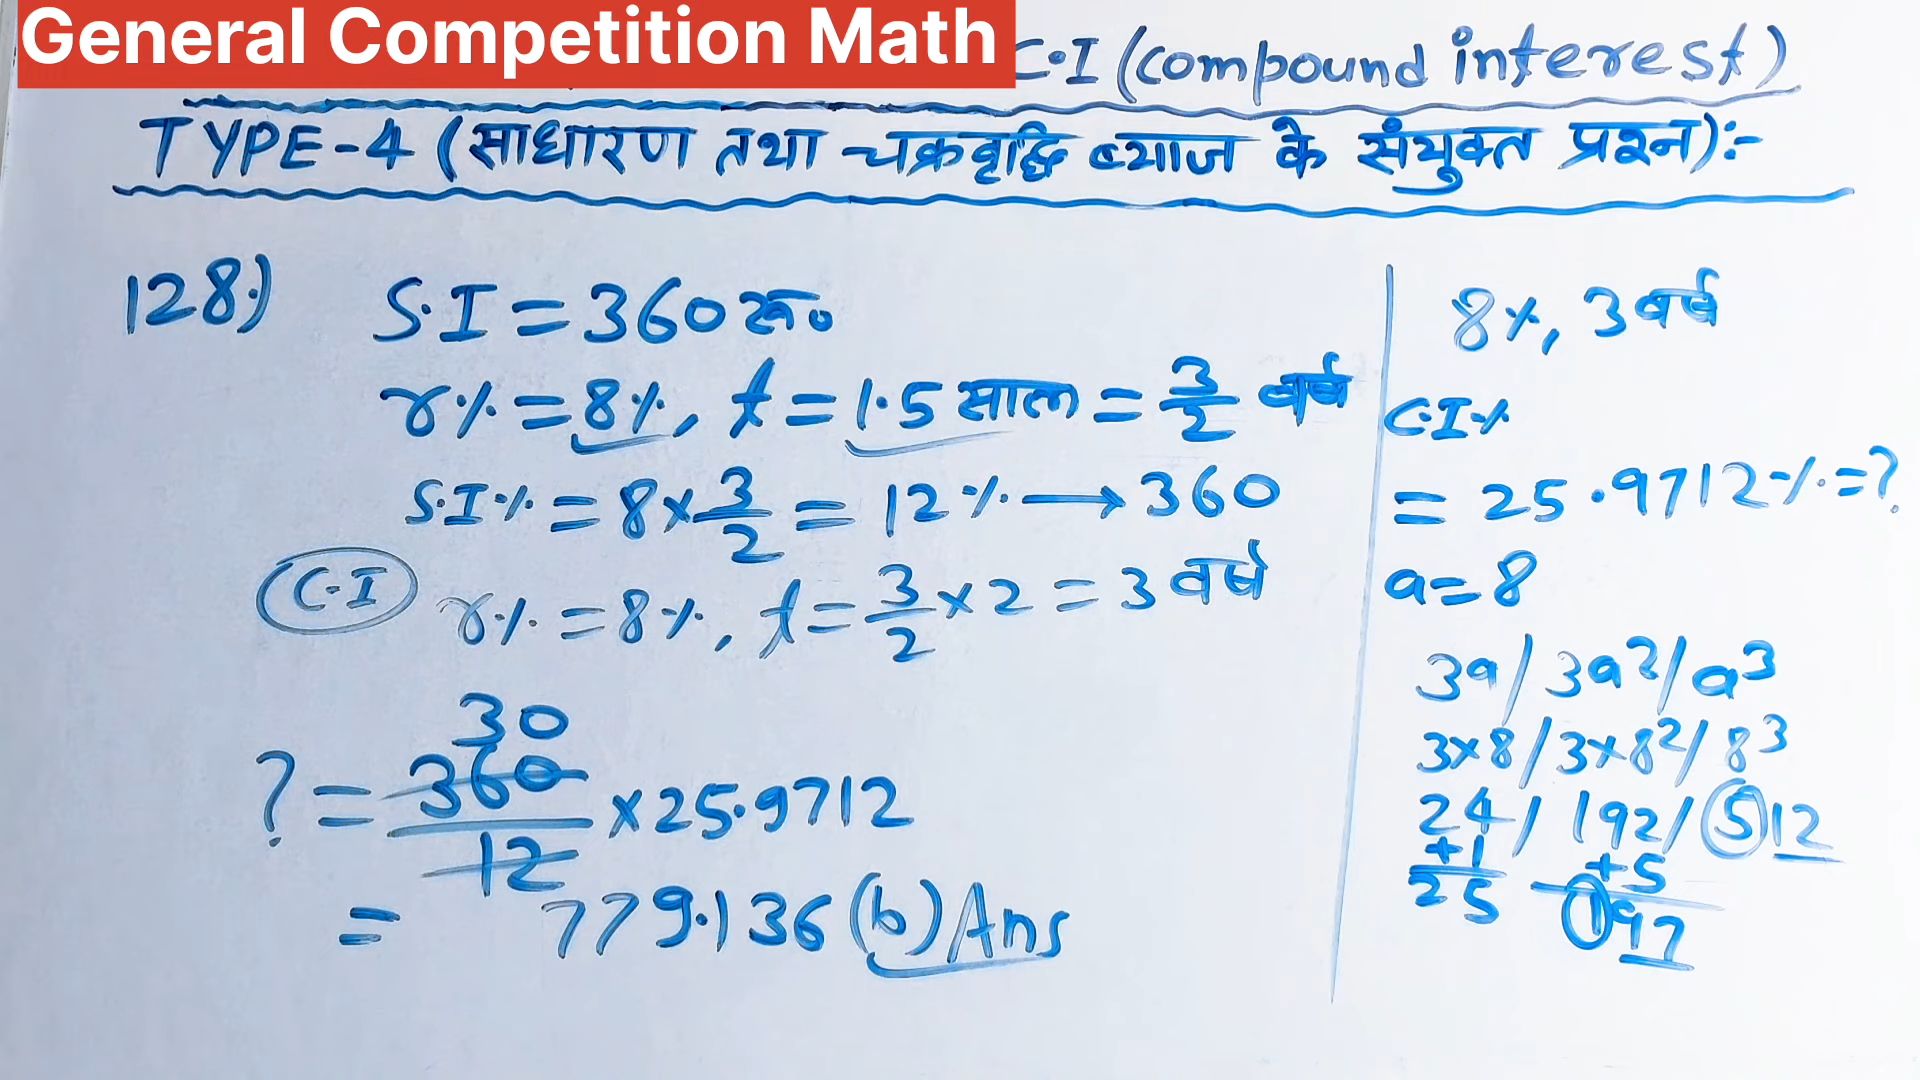 General Competition Math
C.I (compound interest)
TYPE-4 (साधारण तथा चक्रवृद्धि ब्याज के संयुक्त प्रश्न):-
128.) S.I = 360 रू०
r% = 8%, t = 1.5 साल = 3/2 वर्ष
S.I% = 8 × 3/2 = 12% → 360
C.I r% = 8%, t = 3/2 × 2 = 3 वर्ष
? = 360/12 × 25.9712
30
= 779.136 (b) Ans
8%, 3 वर्ष
C.I%
= 25.9712% = ?
a = 8
3a / 3a² / a³
3×8 / 3×8² / 8³
24 / 192 / 512
+1 +5
25 197